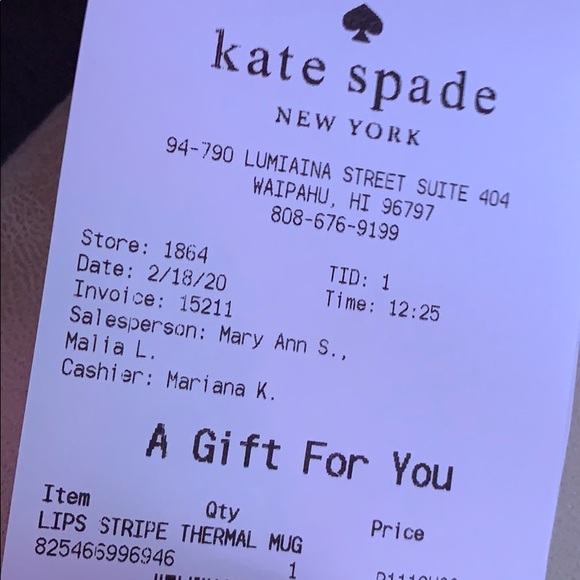 kate spade
NEW YORK
94-790 LUMIAINA STREET SUITE 404
WAIPAHU, HI 96797
808-676-9199
Store: 1864 TID: 1
Date: 2/18/20 Time: 12:25
Invoice: 15211
Salesperson: Mary Ann S.,
Malia L.
Cashier: Mariana K.
A Gift For You
Item Qty Price
LIPS STRIPE THERMAL MUG
825466996946 1